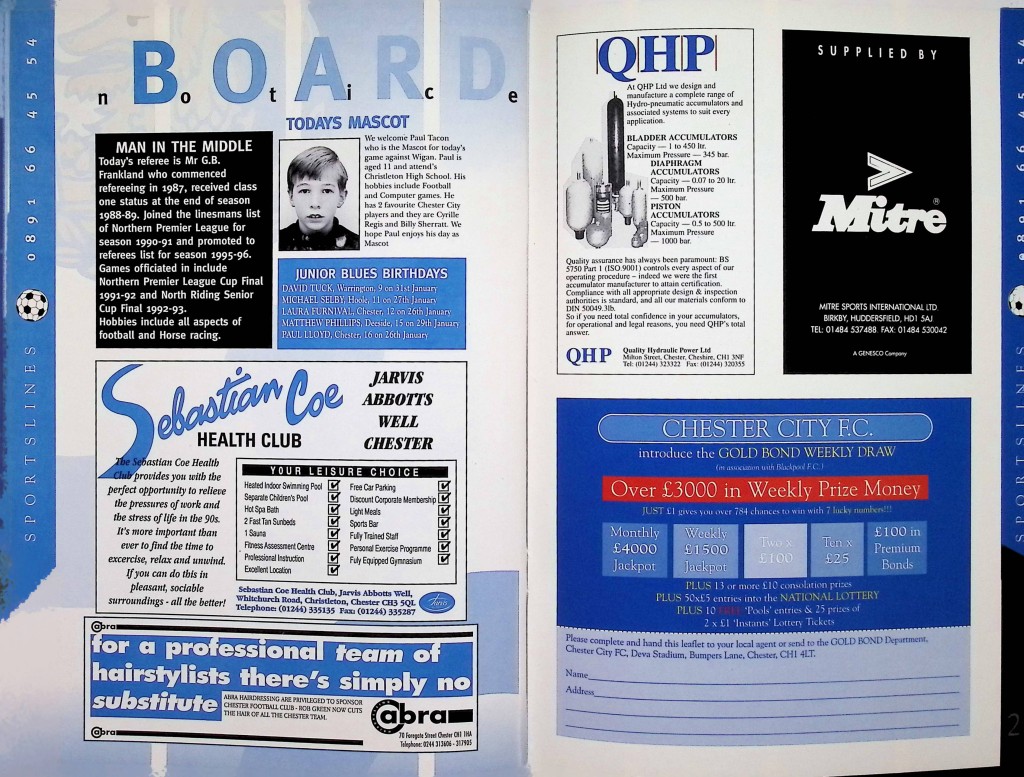 BOARD
n o t i c e
TODAYS MASCOT
MAN IN THE MIDDLE
Today's referee is Mr G.B.
Frankland who commenced
refereeing in 1987, received class
one status at the end of season
1988-89. Joined the linesmans list
of Northern Premier League for
season 1990-91 and promoted to
referees list for season 1995-96.
Games officiated in include
Northern Premier League Cup Final
1991-92 and North Riding Senior
Cup Final 1992-93.
Hobbies include all aspects of
football and Horse racing.
We welcome Paul Tacon
who is the Mascot for today's
game against Wigan. Paul is
aged 11 and attend's
Christleton High School. His
hobbies include Football
and Computer games. He
has 2 favourite Chester City
players and they are Cyrille
Regis and Billy Sherratt. We
hope Paul enjoys his day as
Mascot
JUNIOR BLUES BIRTHDAYS
DAVID TUCK, Warrington, 9 on 31st January
MICHAEL SELBY, Hoole, 11 on 27th January
LAURA FURNIVAL, Chester, 12 on 26th January
MATTHEW PHILLIPS, Deeside, 15 on 29th January
PAUL LLOYD, Chester, 16 on 26th January
SPORTSLINES 0891 666 45 45 54
Sebastian Coe
HEALTH CLUB
JARVIS
ABBOTTS
WELL
CHESTER
The Sebastian Coe Health
Club provides you with the
perfect opportunity to relieve
the pressures of work and
the stress of life in the 90s.
It's more important than
ever to find the time to
excercise, relax and unwind.
If you can do this in
pleasant, sociable
surroundings - all the better!
YOUR LEISURE CHOICE
Heated Indoor Swimming Pool
Separate Children's Pool
Hot Spa Bath
2 Fast Tan Sunbeds
1 Sauna
Fitness Assessment Centre
Professional Instruction
Excellent Location
Free Car Parking
Discount Corporate Membership
Light Meals
Sports Bar
Fully Trained Staff
Personal Exercise Programme
Fully Equipped Gymnasium
Sebastian Coe Health Club, Jarvis Abbotts Well,
Whitchurch Road, Christleton, Chester CH3 5QL
Telephone: (01244) 335135 Fax: (01244) 335287
Jarvis
abra
for a professional team of
hairstylists there's simply no
substitute
ABRA HAIRDRESSING ARE PRIVILEGED TO SPONSOR
CHESTER FOOTBALL CLUB - ROB GREEN NOW CUTS
THE HAIR OF ALL THE CHESTER TEAM.
abra
abra
70 Foregate Street Chester CH1 1HA
Telephone: 0244 313606 - 317905
QHP
At QHP Ltd we design and
manufacture a complete range of
Hydro-pneumatic accumulators and
associated systems to suit every
application.
BLADDER ACCUMULATORS
Capacity — 1 to 450 ltr.
Maximum Pressure — 345 bar.
DIAPHRAGM
ACCUMULATORS
Capacity — 0.07 to 20 ltr.
Maximum Pressure
— 500 bar.
PISTON
ACCUMULATORS
Capacity — 0.5 to 500 ltr.
Maximum Pressure
— 1000 bar.
Quality assurance has always been paramount: BS
5750 Part 1 (ISO.9001) controls every aspect of our
operating procedure – indeed we were the first
accumulator manufacturer to attain certification.
Compliance with all appropriate design & inspection
authorities is standard, and all our materials conform to
DIN 50049.3lb.
So if you need total confidence in your accumulators,
for operational and legal reasons, you need QHP's total
answer.
QHP
Quality Hydraulic Power Ltd
Milton Street, Chester, Cheshire, CH1 3NF
Tel: (01244) 323322 Fax: (01244) 320355
SUPPLIED BY
Mitre®
MITRE SPORTS INTERNATIONAL LTD
BIRKBY, HUDDERSFIELD, HD1 5AJ
TEL: 01484 537488 FAX: 01484 530042
A GENESCO Company
CHESTER CITY F.C.
introduce the GOLD BOND WEEKLY DRAW
(in association with Blackpool F.C.)
Over £3000 in Weekly Prize Money
JUST £1 gives you over 784 chances to win with 7 lucky numbers!!!
Monthly
£4000
Jackpot
Weekly
£1500
Jackpot
Two x
£100
Ten x
£25
£100 in
Premium
Bonds
PLUS 13 or more £10 consolation prizes
PLUS 50x£5 entries into the NATIONAL LOTTERY
PLUS 10 FREE 'Pools' entries & 25 prizes of
2 x £1 'Instants' Lottery Tickets
Please complete and hand this leaflet to your local agent or send to the GOLD BOND Department,
Chester City FC, Deva Stadium, Bumpers Lane, Chester, CH1 4LT.
Name
Address
SPORTSLINES
2